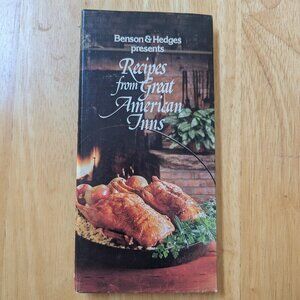 Benson & Hedges
presents
Recipes
from Great
American
Inns